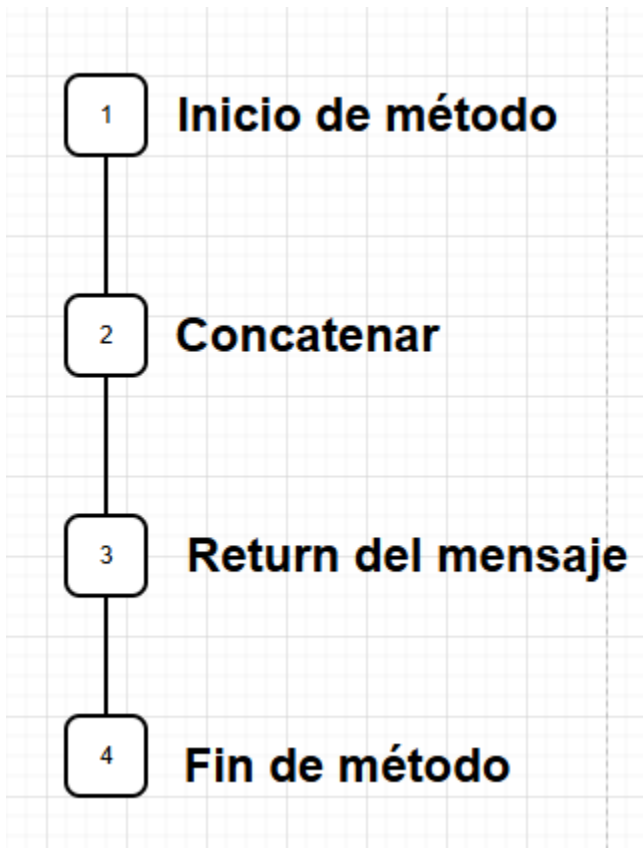 1 Inicio de método
2 Concatenar
3 Return del mensaje
4 Fin de método